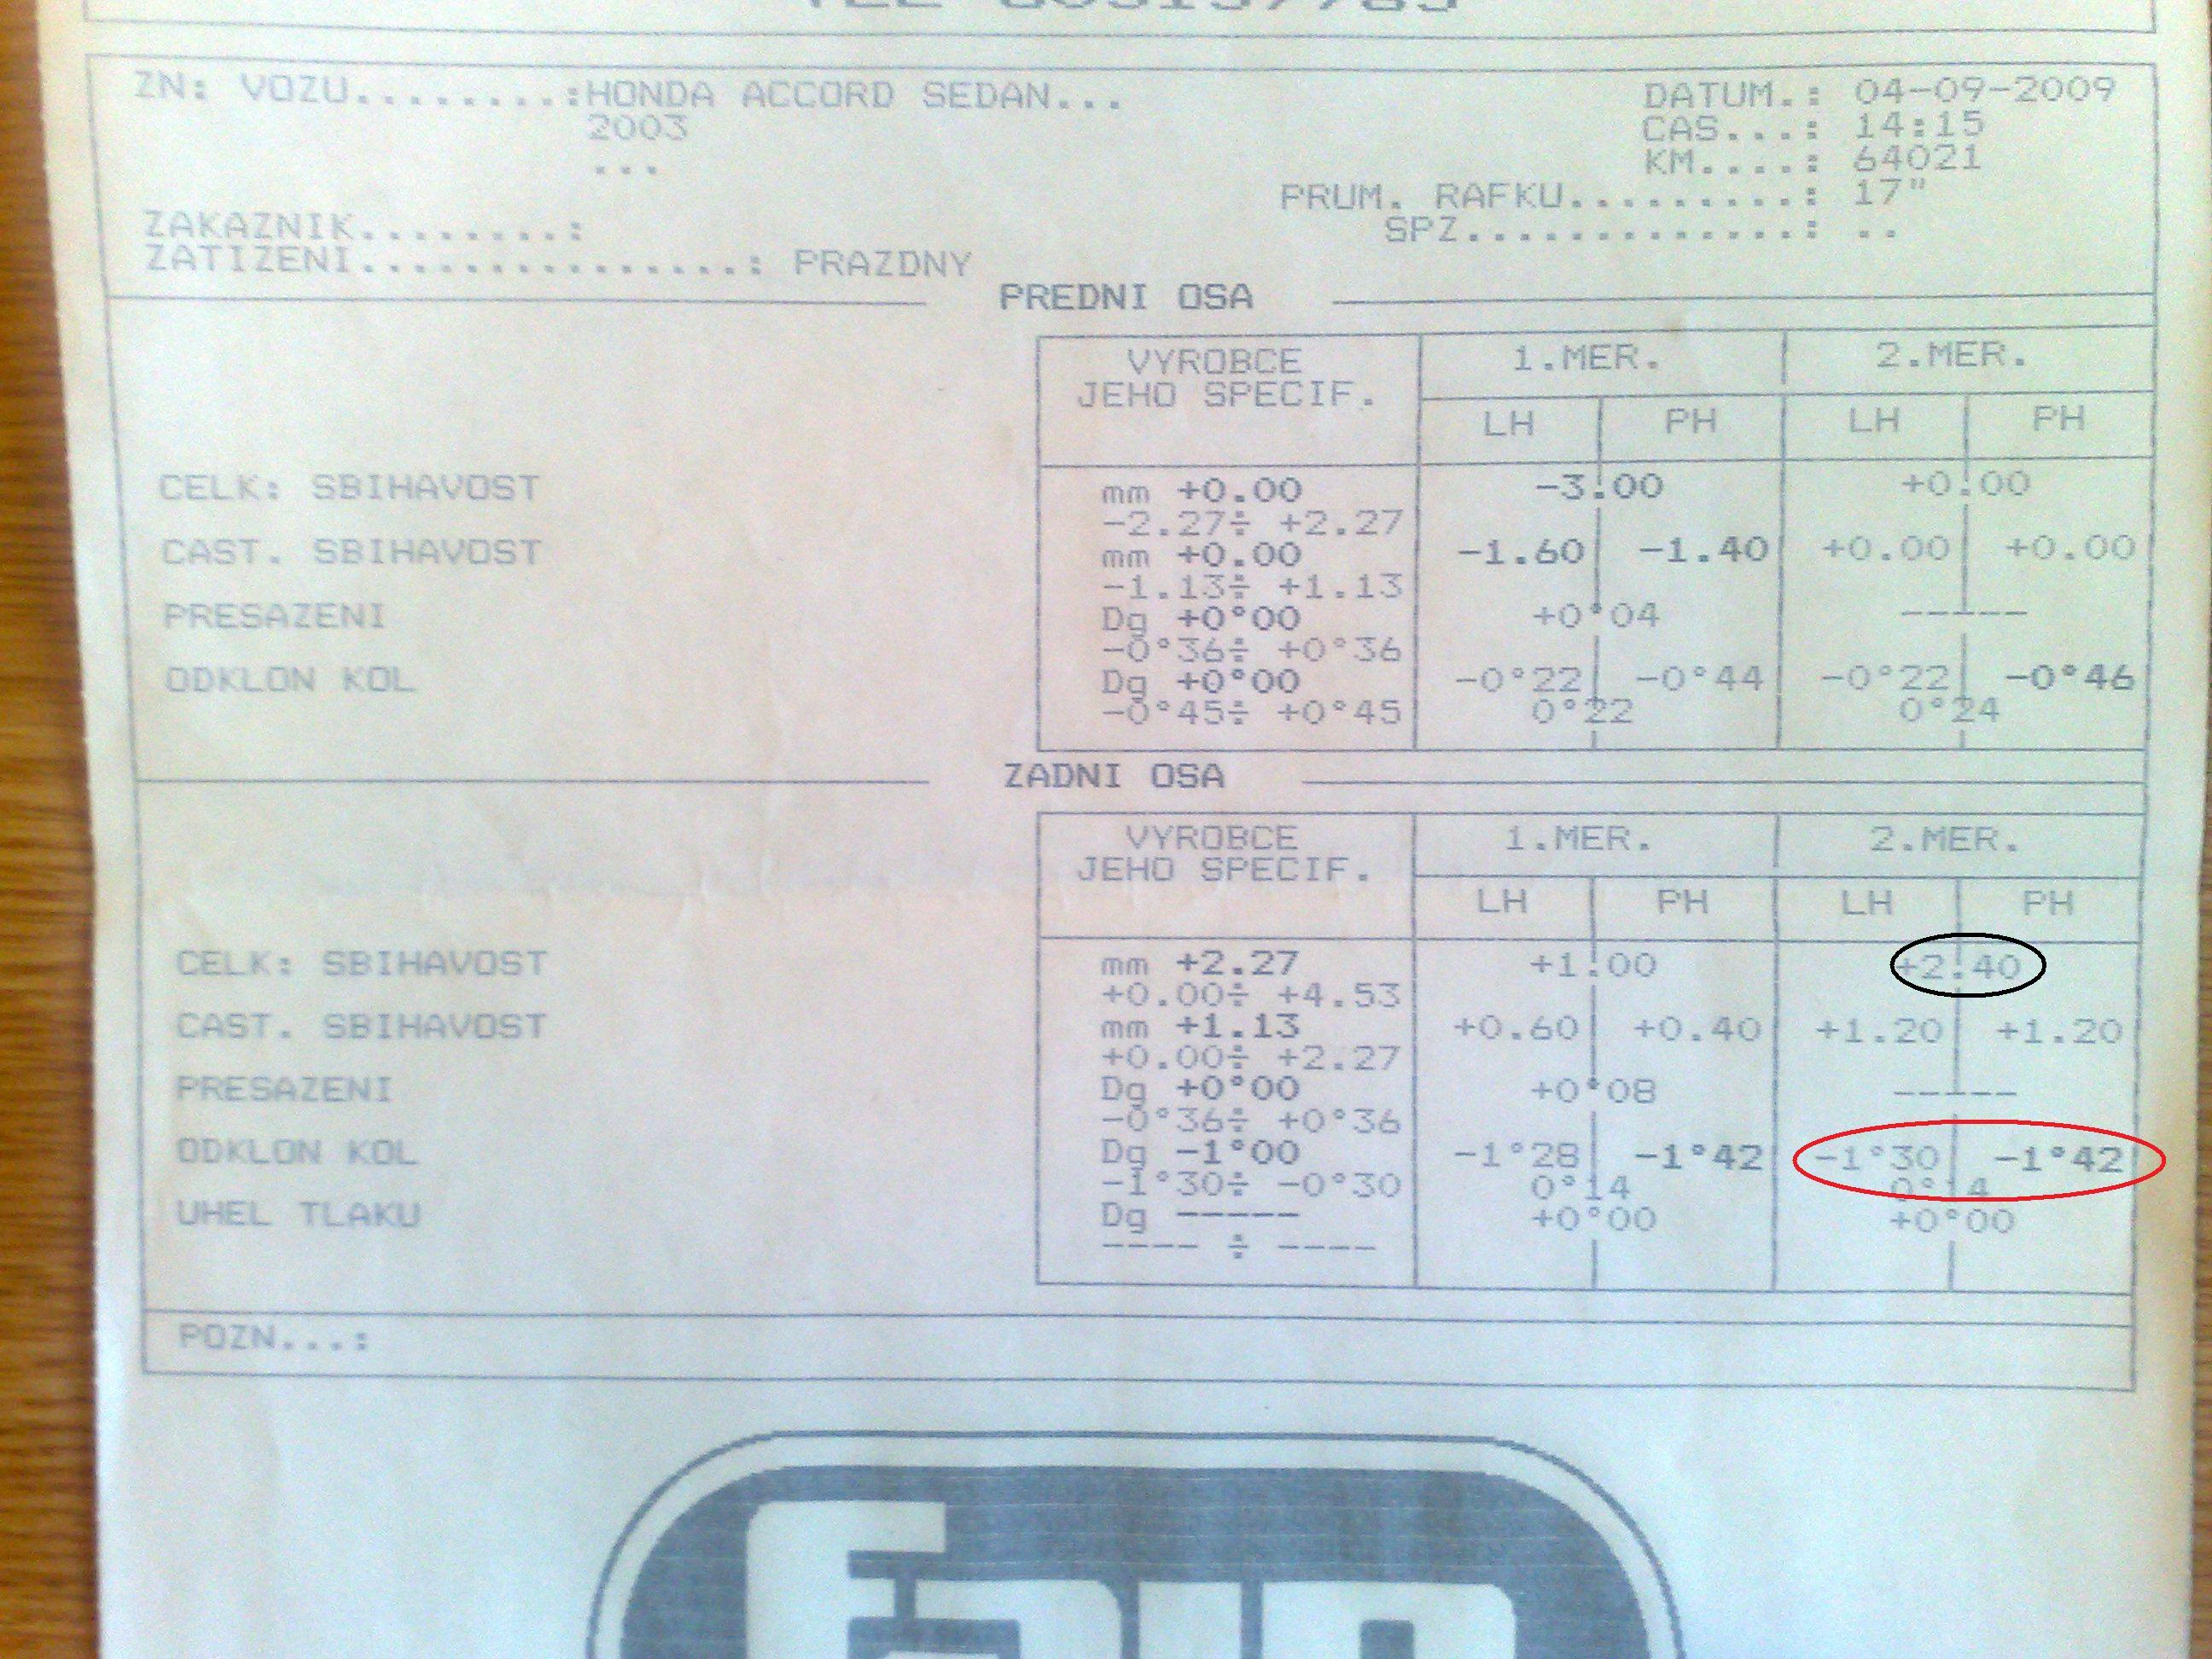 ZN: VOZU........:HONDA ACCORD SEDAN...
2003
...
DATUM.: 04-09-2009
CAS...: 14:15
KM....: 64021
PRUM. RAFKU..........: 17"
SPZ..............: ..
ZAKAZNIK........:
ZATIZENI................: PRAZDNY
PREDNI OSA
VYROBCE 1.MER. 2.MER.
JEHO SPECIF.
LH PH LH PH
CELK: SBIHAVOST mm +0.00 -3.00 +0.00
-2.27÷ +2.27
CAST. SBIHAVOST mm +0.00 -1.60 -1.40 +0.00 +0.00
-1.13÷ +1.13
PRESAZENI Dg +0°00 +0°04 -----
-0°36÷ +0°36
ODKLON KOL Dg +0°00 -0°22 -0°44 -0°22 -0°46
-0°45÷ +0°45 0°22 0°24
ZADNI OSA
VYROBCE 1.MER. 2.MER.
JEHO SPECIF.
LH PH LH PH
CELK: SBIHAVOST mm +2.27 +1.00 +2.40
+0.00÷ +4.53
CAST. SBIHAVOST mm +1.13 +0.60 +0.40 +1.20 +1.20
+0.00÷ +2.27
PRESAZENI Dg +0°00 +0°08 -----
-0°36÷ +0°36
ODKLON KOL Dg -1°00 -1°28 -1°42 -1°30 -1°42
-1°30÷ -0°30 0°14 0°14
UHEL TLAKU Dg ----- +0°00 +0°00
---- ÷ ----
POZN...: